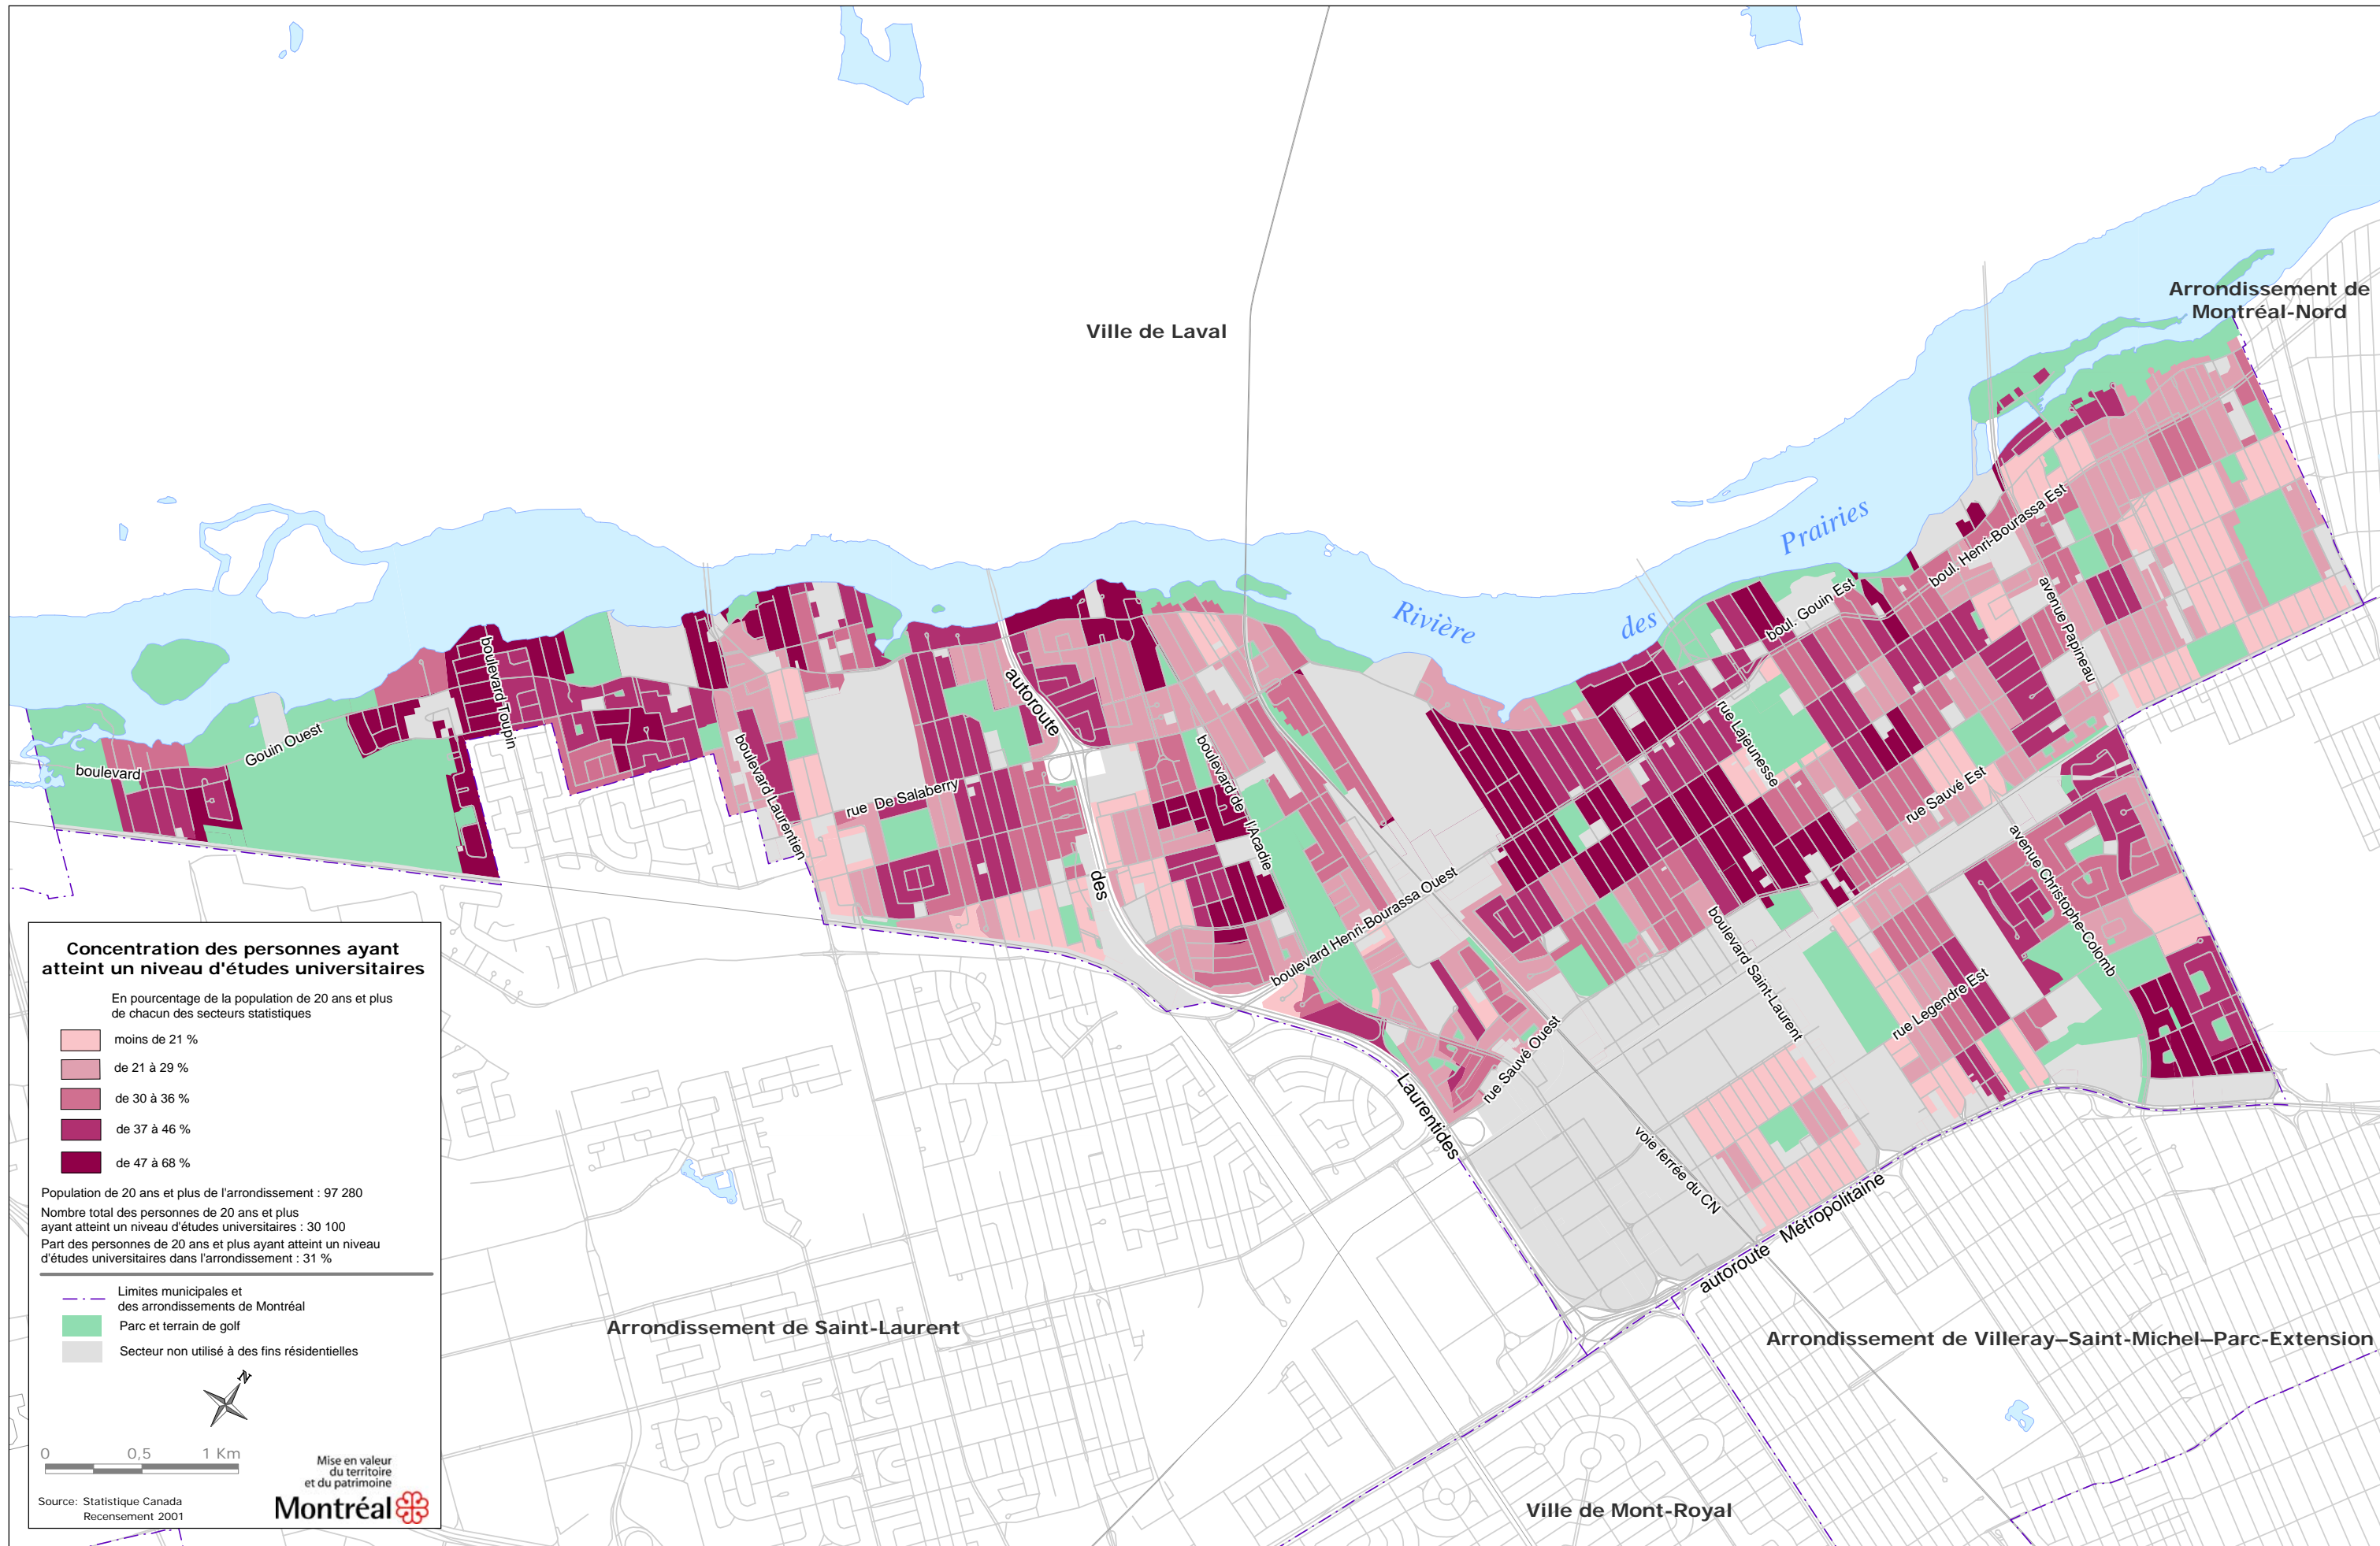 Ville de Laval
Arrondissement de
Montréal-Nord
Rivière
des
Prairies
boul. Gouin Est
boul. Henri-Bourassa Est
avenue Papineau
boulevard
Gouin Ouest
boulevard Toupin
boulevard Laurentien
rue De Salaberry
autoroute
des
Laurentides
boulevard de l'Acadie
boulevard Henri-Bourassa Ouest
rue Lajeunesse
rue Sauvé Est
avenue Christophe-Colomb
boulevard Saint-Laurent
rue Legendre Est
rue Sauvé Ouest
voie ferrée du CN
autoroute Métropolitaine
Arrondissement de Saint-Laurent
Arrondissement de Villeray–Saint-Michel–Parc-Extension
Ville de Mont-Royal
Concentration des personnes ayant
atteint un niveau d'études universitaires
En pourcentage de la population de 20 ans et plus
de chacun des secteurs statistiques
moins de 21 %
de 21 à 29 %
de 30 à 36 %
de 37 à 46 %
de 47 à 68 %
Population de 20 ans et plus de l'arrondissement : 97 280
Nombre total des personnes de 20 ans et plus
ayant atteint un niveau d'études universitaires : 30 100
Part des personnes de 20 ans et plus ayant atteint un niveau
d'études universitaires dans l'arrondissement : 31 %
Limites municipales et
des arrondissements de Montréal
Parc et terrain de golf
Secteur non utilisé à des fins résidentielles
N
0 0,5 1 Km
Mise en valeur
du territoire
et du patrimoine
Montréal
Source: Statistique Canada
Recensement 2001